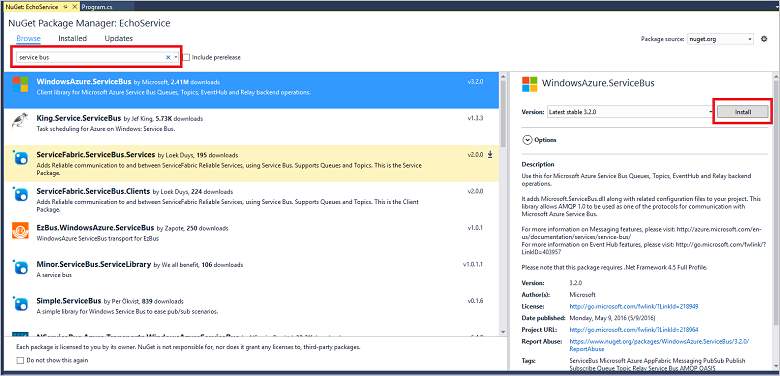 NuGet: EchoService
Program.cs
NuGet Package Manager: EchoService
Browse Installed Updates
Package source: nuget.org
service bus
Include prerelease
WindowsAzure.ServiceBus by Microsoft, 2.41M downloads v3.2.0
Client library for Microsoft Azure Service Bus Queues, Topics, EventHub and Relay backend operations.
King.Service.ServiceBus by Jef King, 5.73K downloads v1.3.3
Task scheduling for Azure on Windows: Service Bus.
ServiceFabric.ServiceBus.Services by Loek Duys, 195 downloads v2.0.0
Adds Reliable communication to and between ServiceFabric Reliable Services, using Service Bus. Supports Queues and Topics. This is the Service
Package.
ServiceFabric.ServiceBus.Clients by Loek Duys, 224 downloads v2.0.0
Adds Reliable communication to and between ServiceFabric Reliable Services, using Service Bus. Supports Queues and Topics. This is the Client
Package.
EzBus.WindowsAzure.ServiceBus by Zapote, 250 downloads v1.0.1
WindowsAzure.ServiceBus transport for EzBus
Minor.ServiceBus.ServiceLibrary by We all benefit, 106 downloads v1.0.1.1
A service bus
Simple.ServiceBus by Per Ökvist, 839 downloads v0.1.6
A simple library for Windows Service Bus to ease pub/sub scenarios.
Each package is licensed to you by its owner. NuGet is not responsible, nor does it grant any licenses to, third-party packages.
Do not show this again
WindowsAzure.ServiceBus
Version: Latest stable 3.2.0 Install
Options
Description
Use this for Microsoft Azure Service Bus Queues, Topics, EventHub and Relay backend
operations.
It adds Microsoft.ServiceBus.dll along with related configuration files to your project. This
library allows AMQP 1.0 to be used as one of the protocols for communication with
Microsoft Azure Service Bus.
For more information on Messaging features, please visit: http://azure.microsoft.com/en-
us/documentation/services/service-bus/
For more information on Event Hub features, please visit: http://go.microsoft.com/fwlink/?
LinkID=403957
Please note that this package requires .Net Framework 4.5 Full Profile.
Version: 3.2.0
Author(s): Microsoft
License: http://go.microsoft.com/fwlink/?LinkId=218949
Date published: Monday, May 9, 2016 (5/9/2016)
Project URL: http://go.microsoft.com/fwlink/?LinkId=218964
Report Abuse: https://www.nuget.org/packages/WindowsAzure.ServiceBus/3.2.0/
ReportAbuse
Tags: ServiceBus Microsoft Azure AppFabric Messaging PubSub Publish
Subscribe Queue Topic Relay Service Bus AMQP OASIS